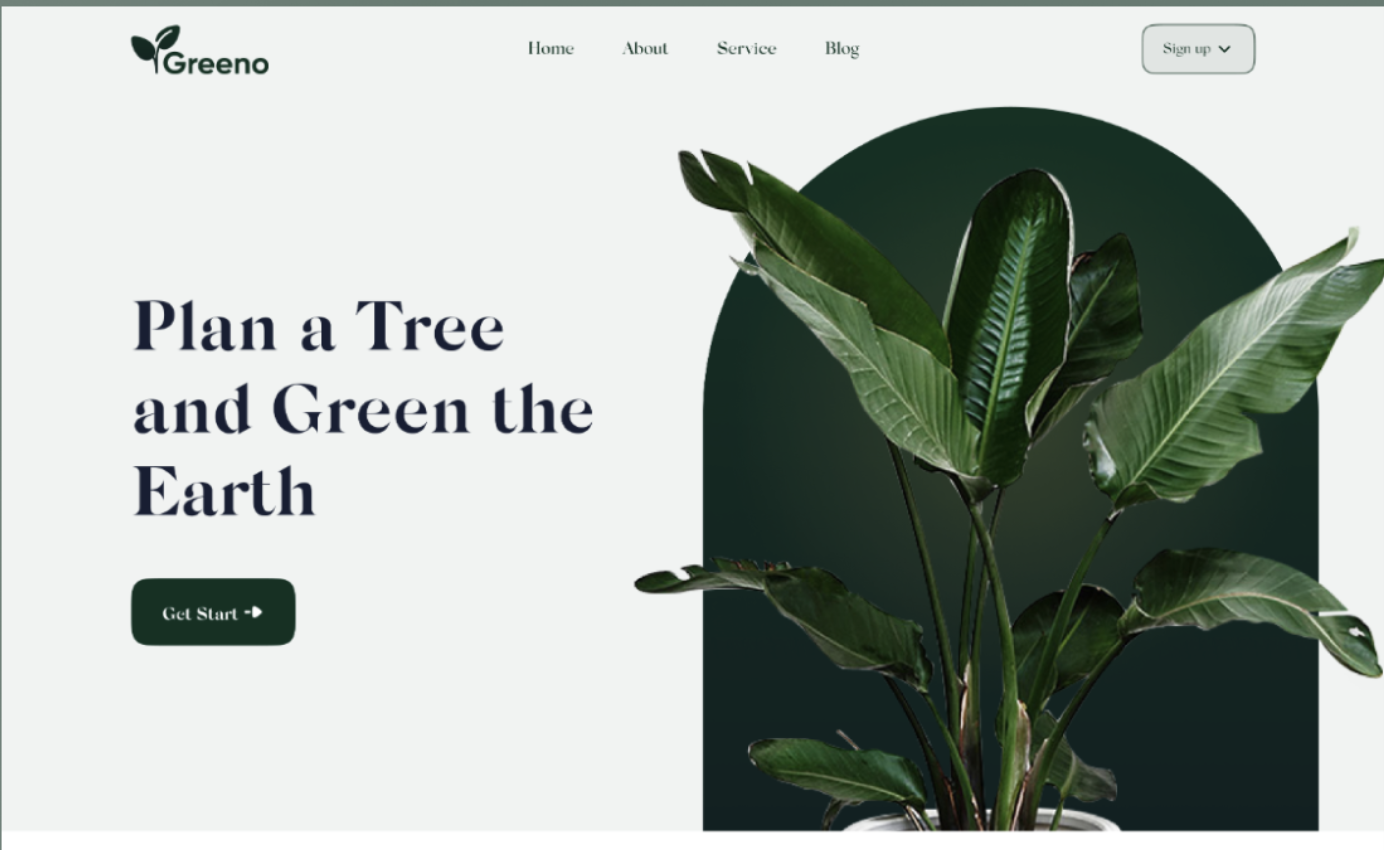 Greeno
Home About Service Blog
Sign up
Plan a Tree
and Green the
Earth
Get Start